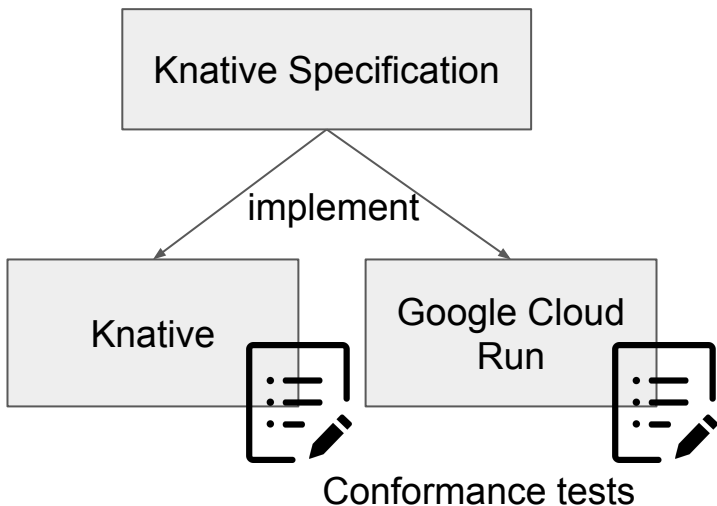 Knative Specification
implement
Knative
Google Cloud
Run
Conformance tests